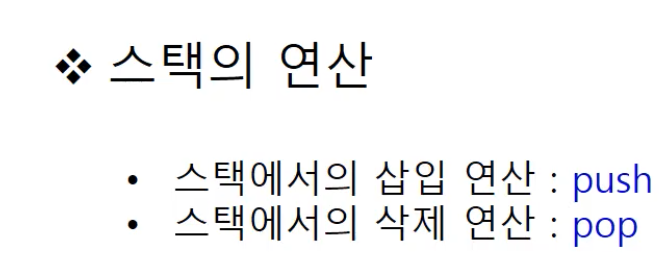 ❖ 스택의 연산
• 스택에서의 삽입 연산 : push
• 스택에서의 삭제 연산 : pop